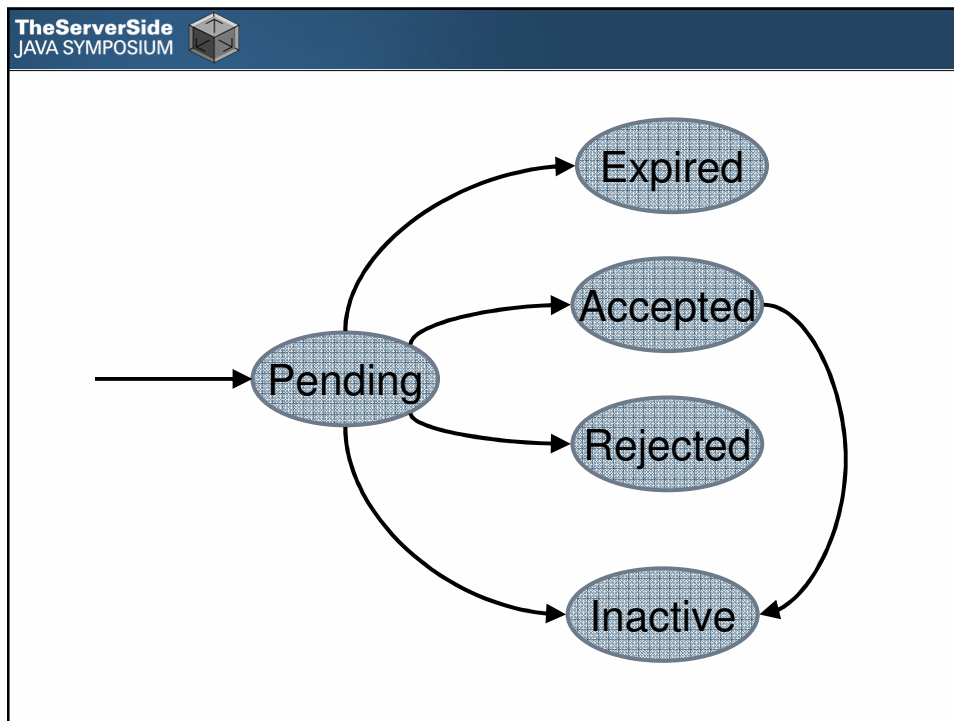 TheServerSide
JAVA SYMPOSIUM
Expired
Accepted
Pending
Rejected
Inactive